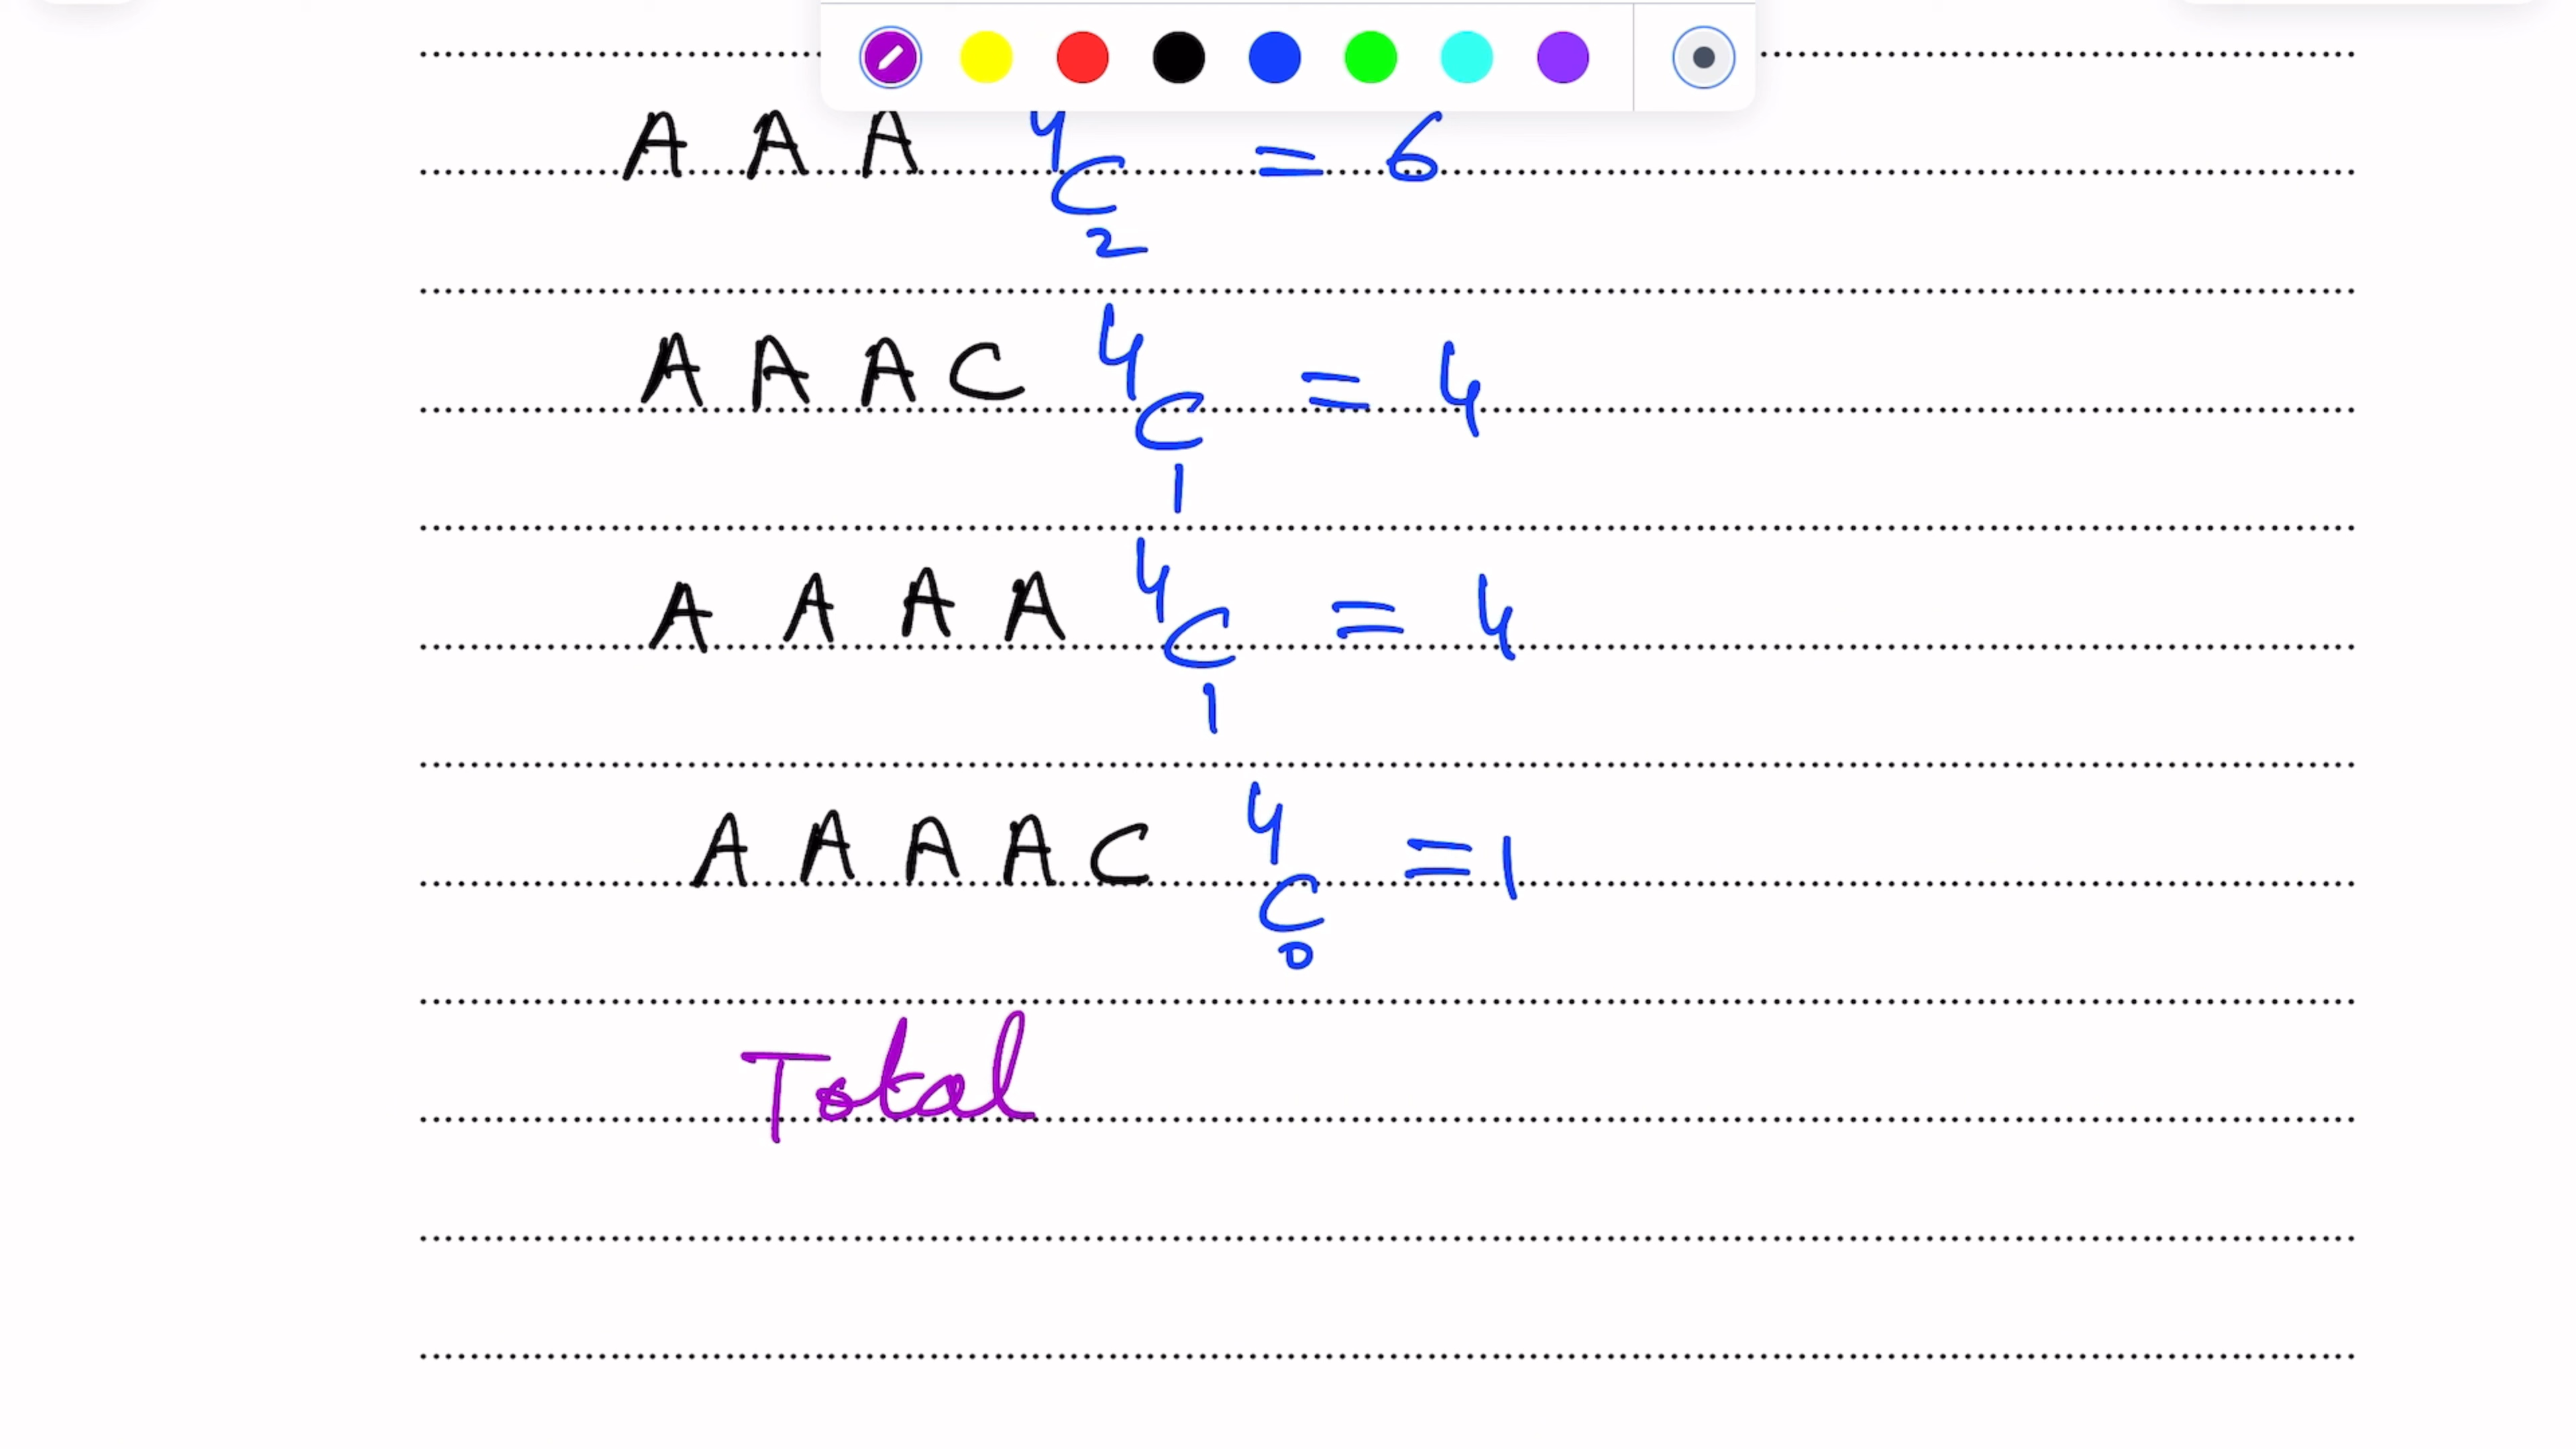 A A A ⁴C₂ = 6
A A A C ⁴C₁ = 4
A A A A ⁴C₁ = 4
A A A A C ⁴C₀ = 1
Total